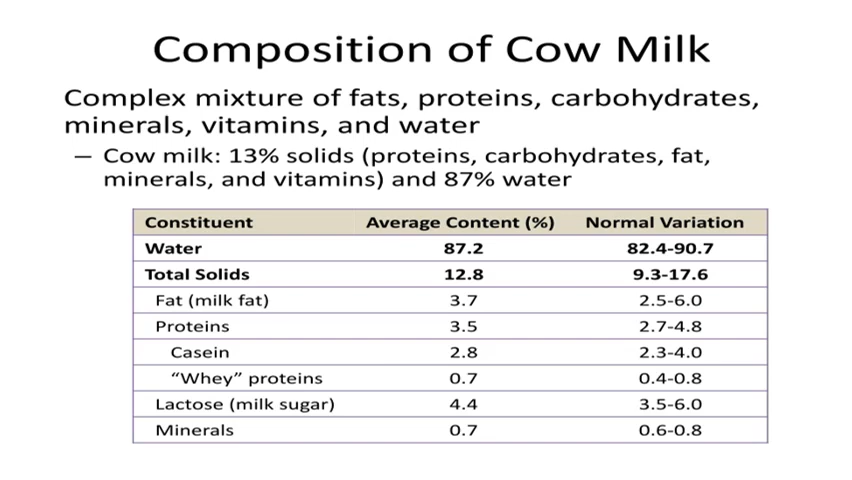 Composition of Cow Milk
Complex mixture of fats, proteins, carbohydrates,
minerals, vitamins, and water
– Cow milk: 13% solids (proteins, carbohydrates, fat,
minerals, and vitamins) and 87% water
Constituent Average Content (%) Normal Variation
Water 87.2 82.4-90.7
Total Solids 12.8 9.3-17.6
Fat (milk fat) 3.7 2.5-6.0
Proteins 3.5 2.7-4.8
Casein 2.8 2.3-4.0
“Whey” proteins 0.7 0.4-0.8
Lactose (milk sugar) 4.4 3.5-6.0
Minerals 0.7 0.6-0.8